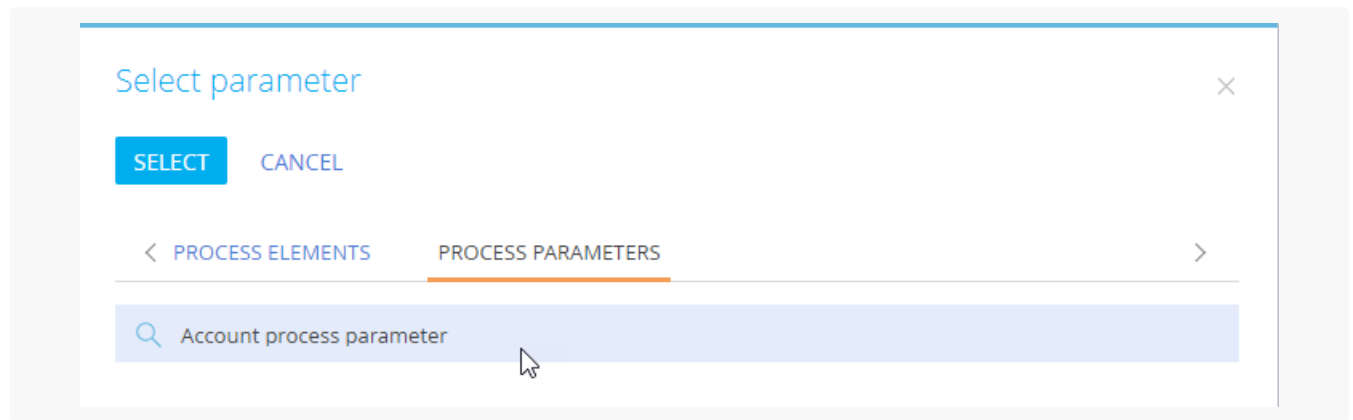 Select parameter
SELECT CANCEL
PROCESS ELEMENTS PROCESS PARAMETERS
Account process parameter